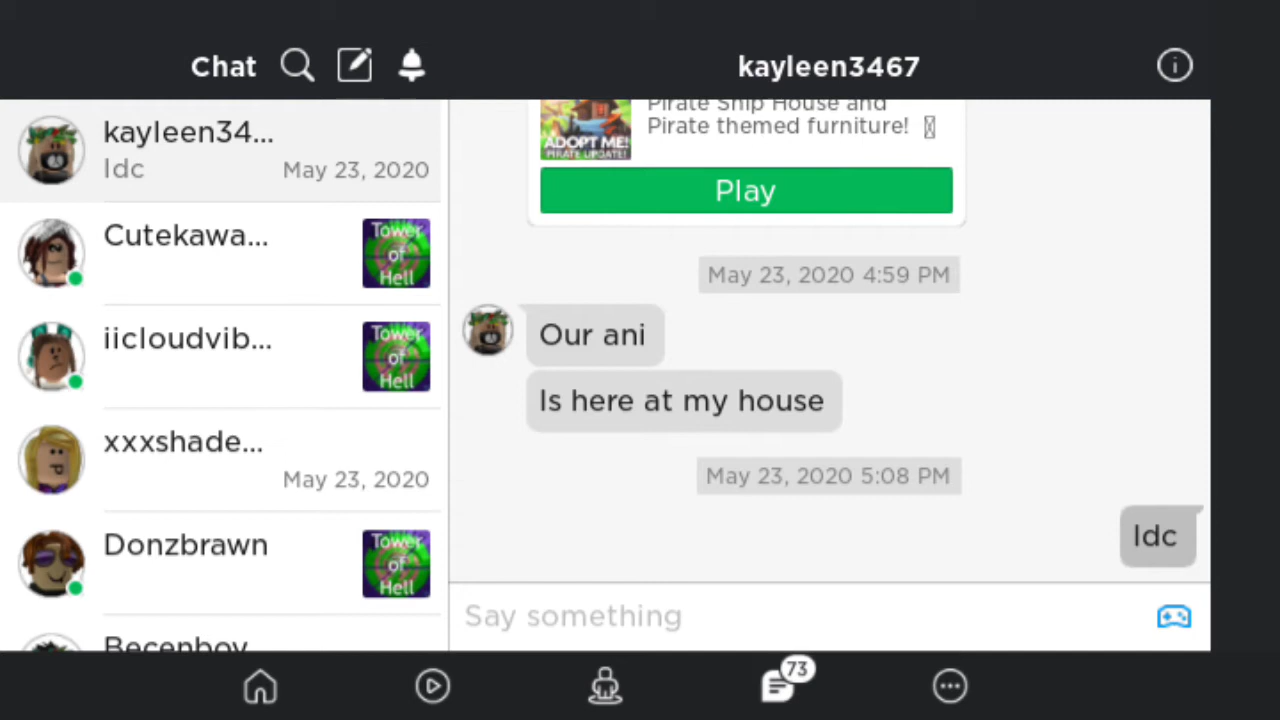 Chat
kayleen3467
kayleen34...
Idc
May 23, 2020
Cutekawa...
Tower
of
Hell
iicloudvib...
Tower
of
Hell
xxxshade...
May 23, 2020
Donzbrawn
Tower
of
Hell
Becenboy
Pirate Ship House and
Pirate themed furniture!
ADOPT ME!
PIRATE UPDATE!
Play
May 23, 2020 4:59 PM
Our ani
Is here at my house
May 23, 2020 5:08 PM
Idc
Say something
73